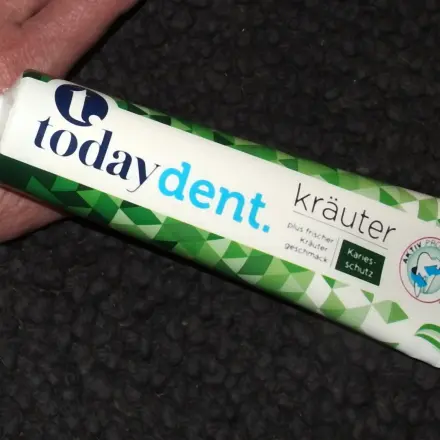 t.
today dent.
kräuter
plus frischer
Kräuter
geschmack
Karies-
schutz
AKTIV